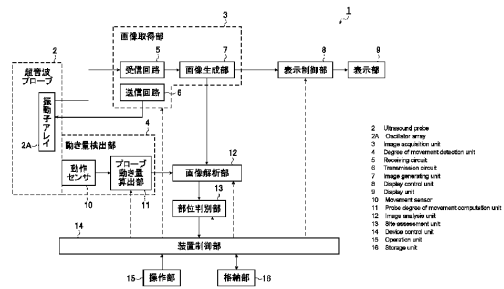 1
3
画像取得部
2
5
7
8
9
超音波
プローブ
受信回路
画像生成部
表示制御部
表示部
送信回路
6
振動子アレイ
2A
4
動き量検出部
動作
センサ
プローブ
動き量
算出部
12
画像解析部
10
11
13
部位判別部
14
装置制御部
15
操作部
格納部
16
2 Ultrasound probe
2A Oscillator array
3 Image acquisition unit
4 Degree of movement detection unit
5 Receiving circuit
6 Transmission circuit
7 Image generating unit
8 Display control unit
9 Display unit
10 Movement sensor
11 Probe degree of movement computation unit
12 Image analysis unit
13 Site assessment unit
14 Device control unit
15 Operation unit
16 Storage unit